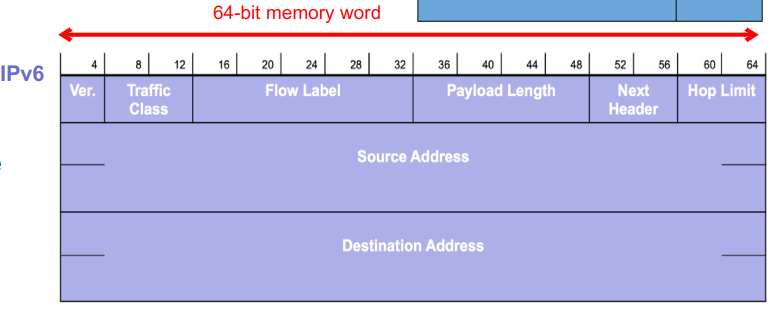 64-bit memory word
IPv6
4 8 12 16 20 24 28 32 36 40 44 48 52 56 60 64
Ver.
Traffic
Class
Flow Label
Payload Length
Next
Header
Hop Limit
Source Address
Destination Address